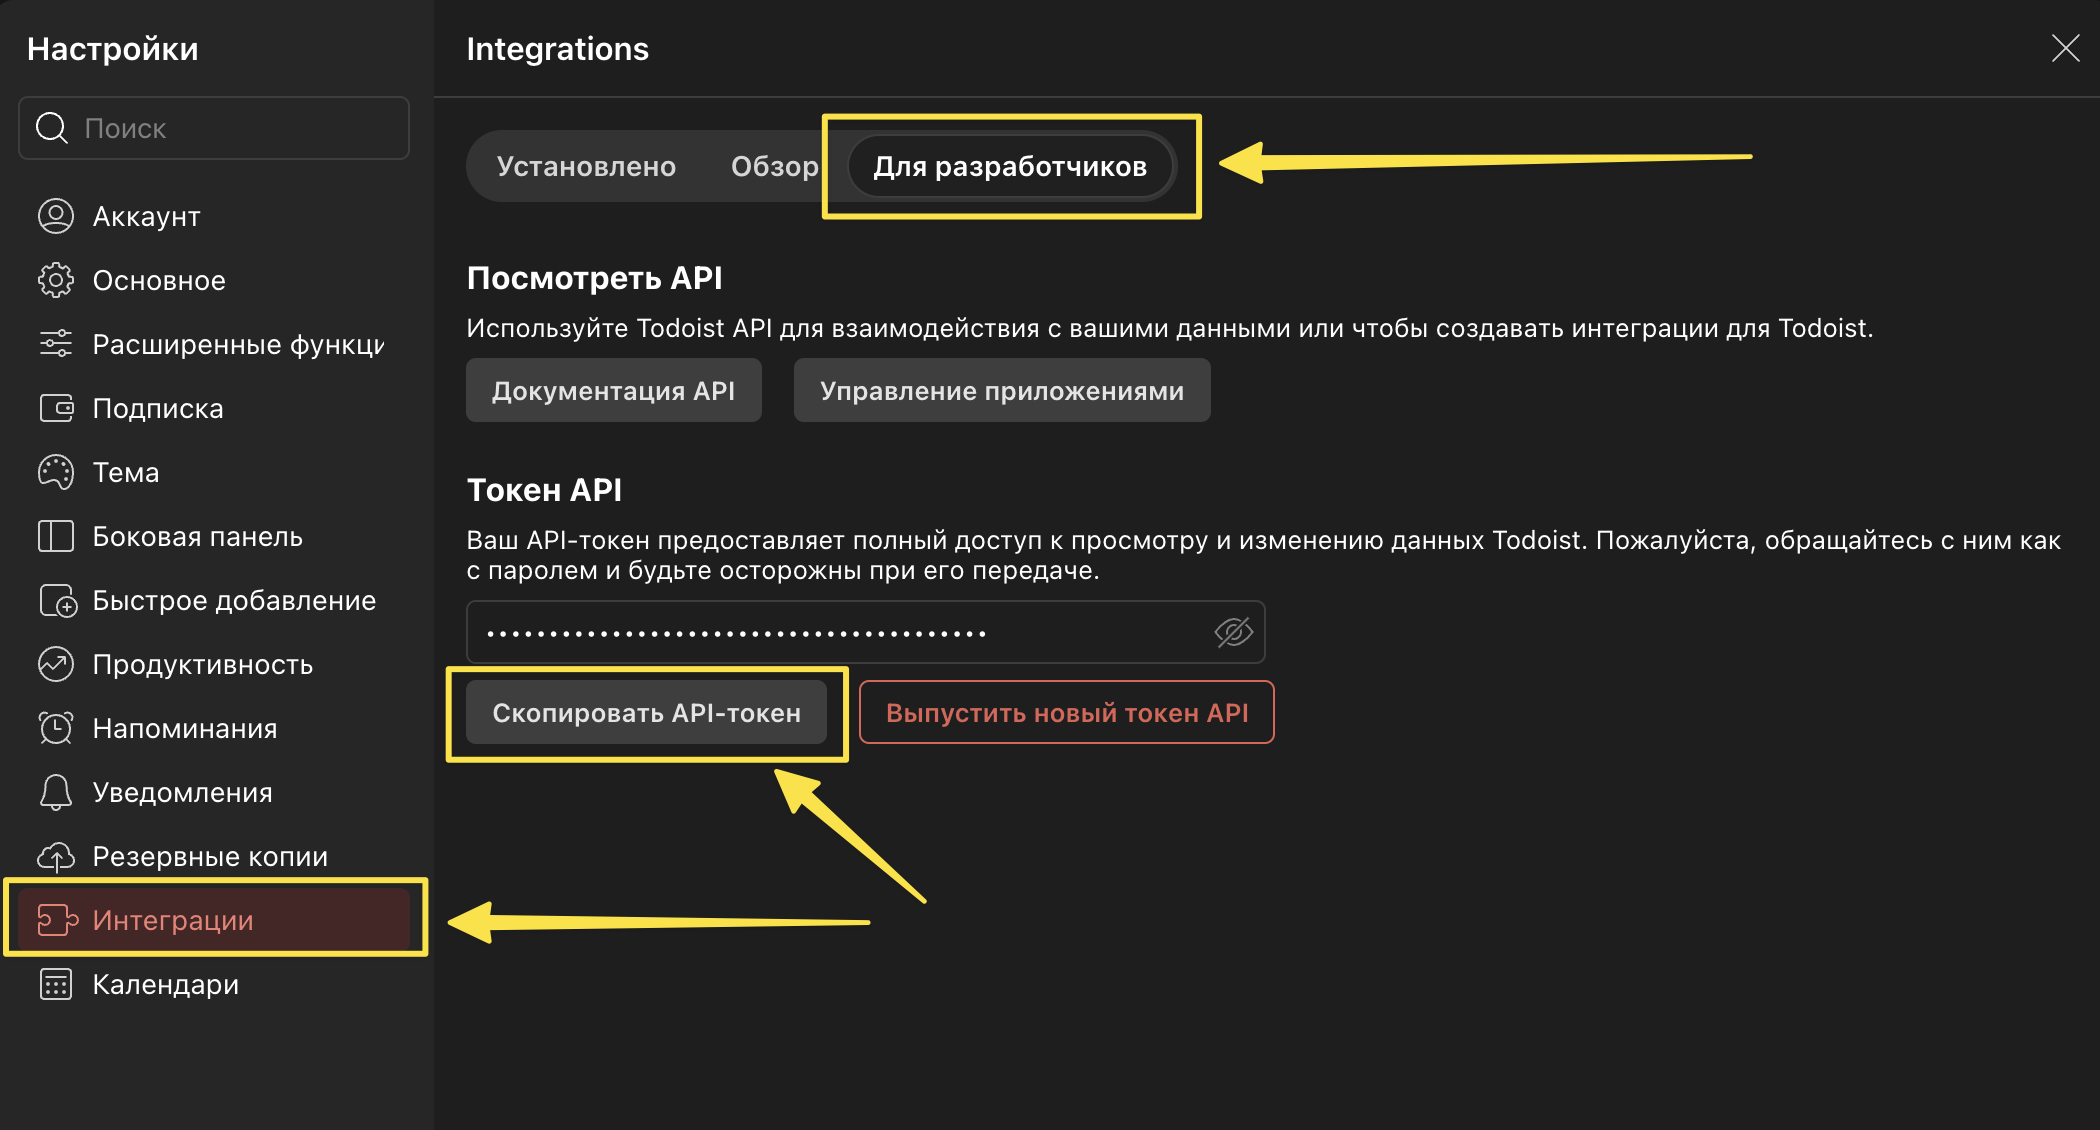 Настройки
Поиск
Аккаунт
Основное
Расширенные функци
Подписка
Тема
Боковая панель
Быстрое добавление
Продуктивность
Напоминания
Уведомления
Резервные копии
Интеграции
Календари
Integrations
Установлено
Обзор
Для разработчиков
Посмотреть API
Используйте Todoist API для взаимодействия с вашими данными или чтобы создавать интеграции для Todoist.
Документация API
Управление приложениями
Токен API
Ваш API-токен предоставляет полный доступ к просмотру и изменению данных Todoist. Пожалуйста, обращайтесь с ним как
с паролем и будьте осторожны при его передаче.
Скопировать API-токен
Выпустить новый токен API